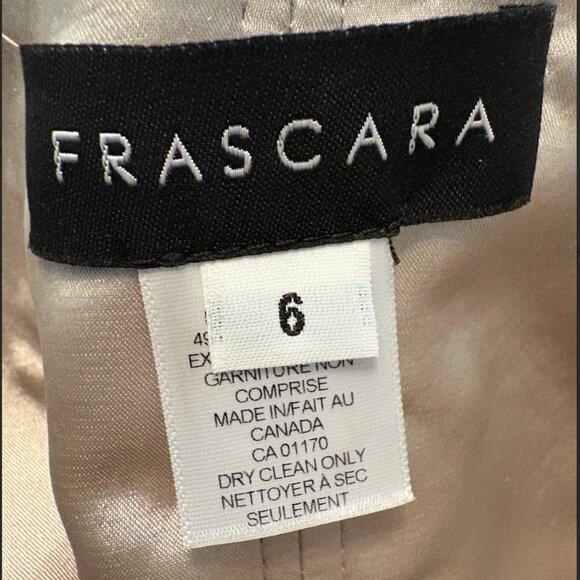 FRASCARA
6
GARNITURE NON
COMPRISE
MADE IN/FAIT AU
CANADA
CA 01170
DRY CLEAN ONLY
NETTOYER À SEC
SEULEMENT